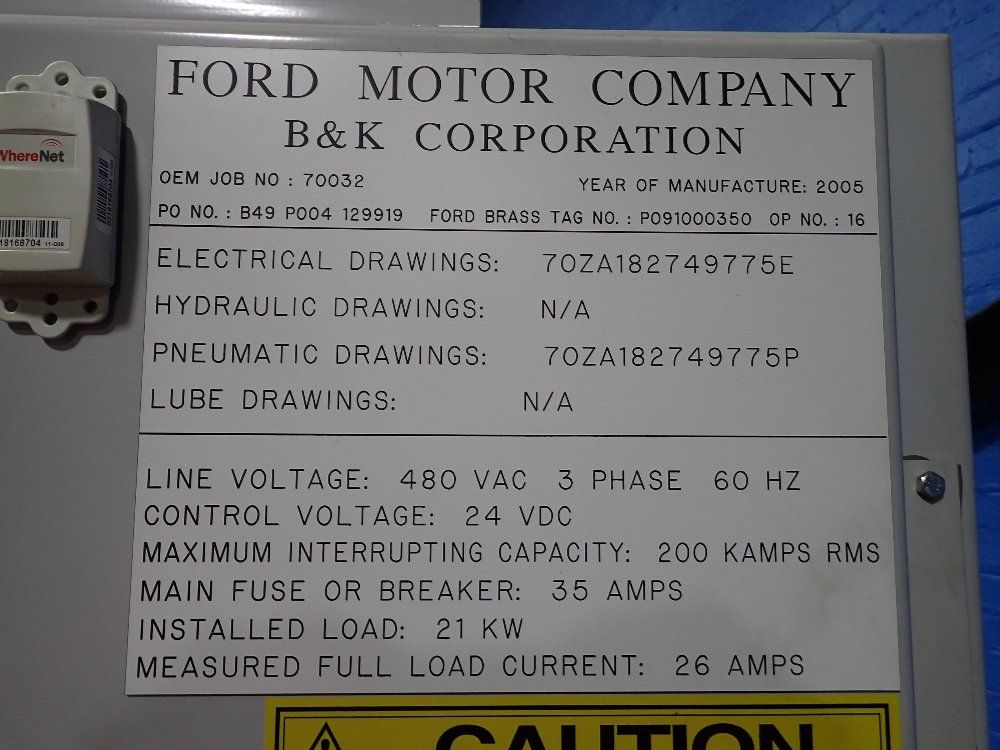 FORD MOTOR COMPANY
B&K CORPORATION
OEM JOB NO : 70032 YEAR OF MANUFACTURE: 2005
PO NO. : B49 P004 129919 FORD BRASS TAG NO. : P091000350 OP NO. : 16
ELECTRICAL DRAWINGS: 70ZA182749775E
HYDRAULIC DRAWINGS: N/A
PNEUMATIC DRAWINGS: 70ZA182749775P
LUBE DRAWINGS: N/A
LINE VOLTAGE: 480 VAC 3 PHASE 60 HZ
CONTROL VOLTAGE: 24 VDC
MAXIMUM INTERRUPTING CAPACITY: 200 KAMPS RMS
MAIN FUSE OR BREAKER: 35 AMPS
INSTALLED LOAD: 21 KW
MEASURED FULL LOAD CURRENT: 26 AMPS
WhereNet
18168704
CAUTION